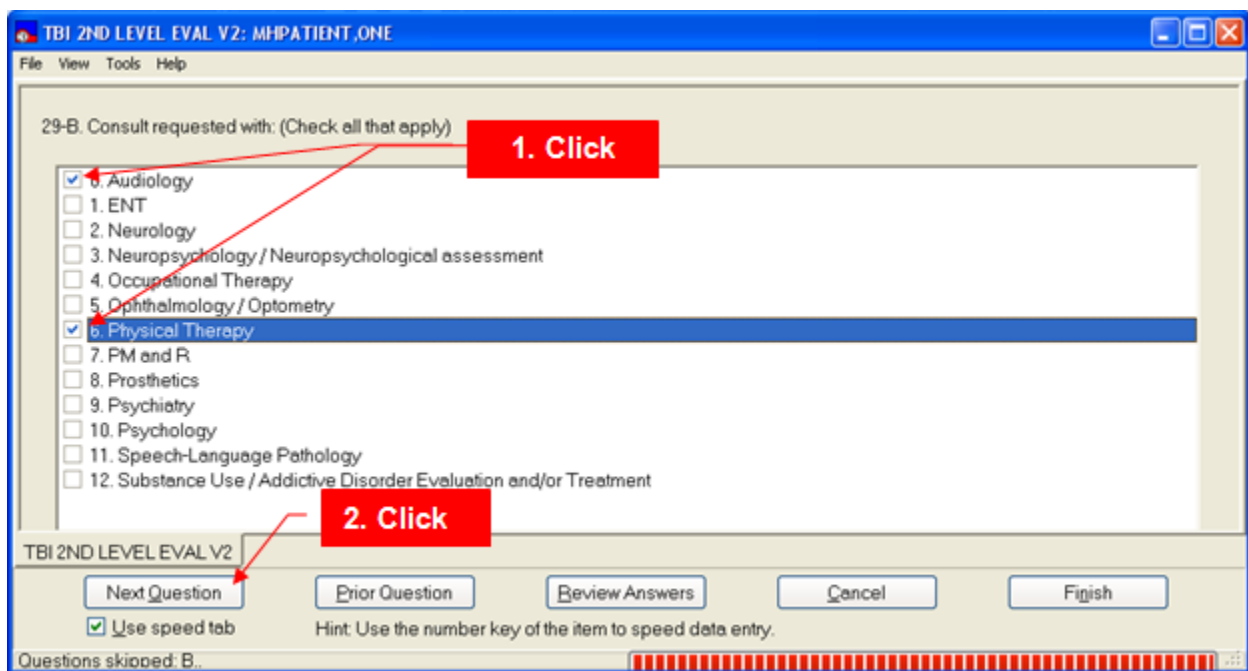 TBI 2ND LEVEL EVAL V2: MHPATIENT,ONE
File View Tools Help
29-B. Consult requested with: (Check all that apply)
1. Click
0. Audiology
1. ENT
2. Neurology
3. Neuropsychology / Neuropsychological assessment
4. Occupational Therapy
5. Ophthalmology / Optometry
6. Physical Therapy
7. PM and R
8. Prosthetics
9. Psychiatry
10. Psychology
11. Speech-Language Pathology
12. Substance Use / Addictive Disorder Evaluation and/or Treatment
2. Click
TBI 2ND LEVEL EVAL V2
Next Question Prior Question Review Answers Cancel Finish
Use speed tab Hint: Use the number key of the item to speed data entry.
Questions skipped: B..